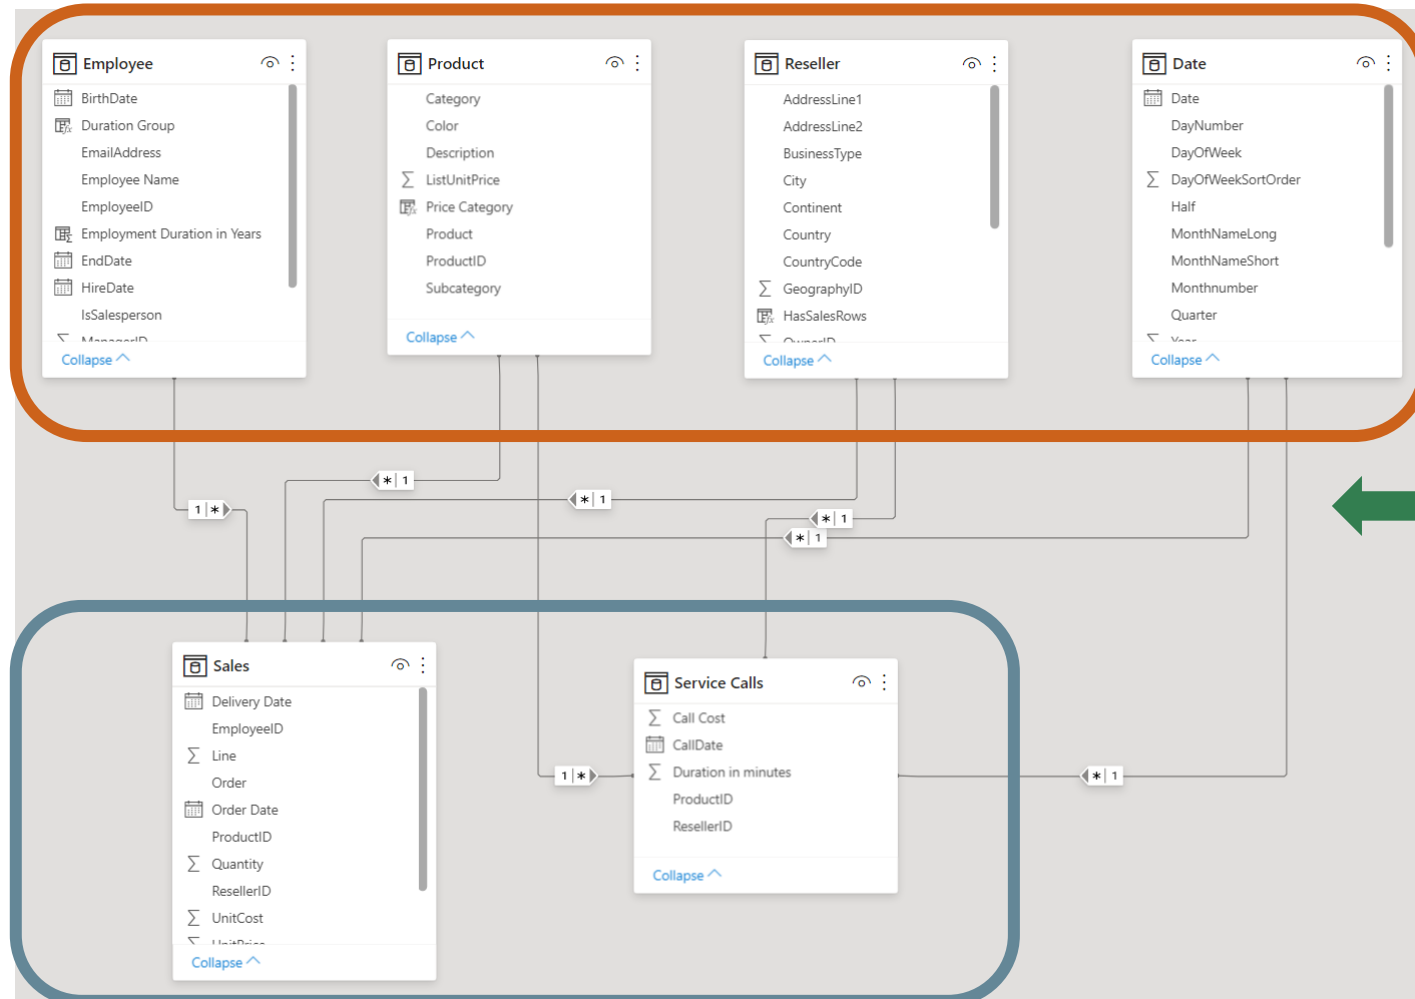 Employee
BirthDate
Duration Group
EmailAddress
Employee Name
EmployeeID
Employment Duration in Years
EndDate
HireDate
IsSalesperson
ManagerID
Collapse
Product
Category
Color
Description
ListUnitPrice
Price Category
Product
ProductID
Subcategory
Collapse
Reseller
AddressLine1
AddressLine2
BusinessType
City
Continent
Country
CountryCode
GeographyID
HasSalesRows
OwnerID
Collapse
Date
Date
DayNumber
DayOfWeek
DayOfWeekSortOrder
Half
MonthNameLong
MonthNameShort
Monthnumber
Quarter
Year
Collapse
* 1
* 1
1 *
* 1
* 1
Sales
Delivery Date
EmployeeID
Line
Order
Order Date
ProductID
Quantity
ResellerID
UnitCost
UnitPrice
Collapse
1 *
Service Calls
Call Cost
CallDate
Duration in minutes
ProductID
ResellerID
Collapse
* 1